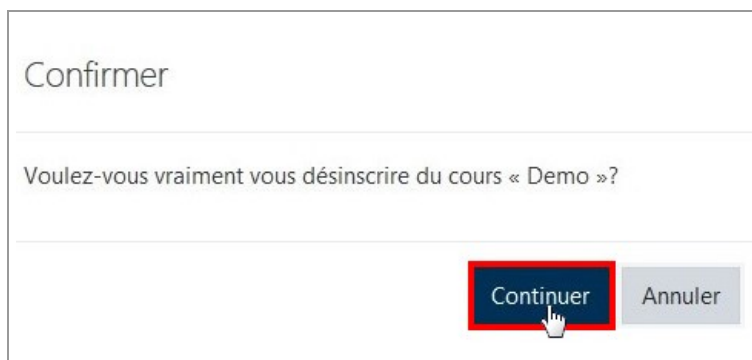 Confirmer
Voulez-vous vraiment vous désinscrire du cours « Demo »?
Continuer Annuler